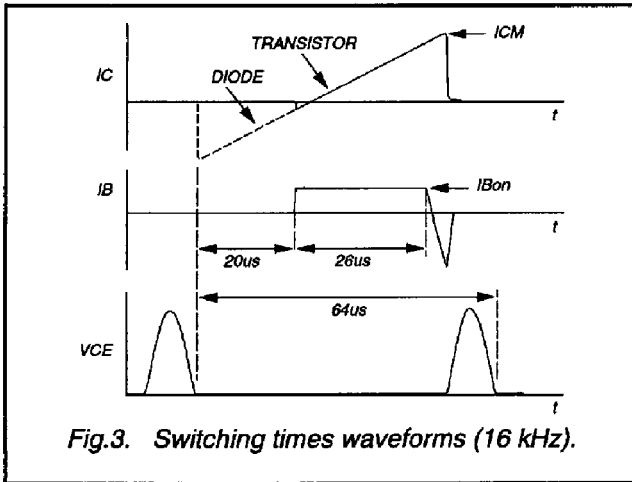 ICM
TRANSISTOR
IC
DIODE
t
IB
IBon
t
20us
26us
64us
VCE
t
Fig.3. Switching times waveforms (16 kHz).